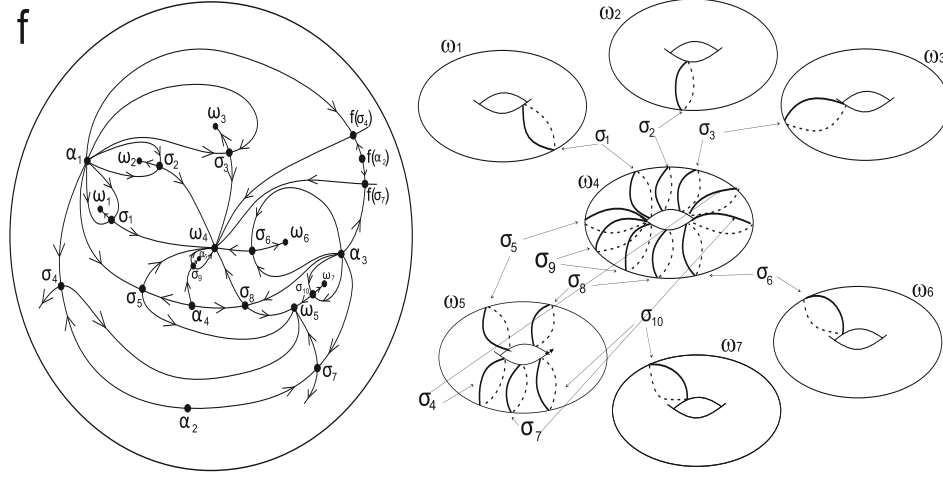 f
ω₃
f(σ₄)
α₁
ω₂
σ₂
σ₃
f(α₂)
f(σ₇)
ω₁
σ₁
ω₄
σ₆
ω₆
α₃
σ₉
ω₇
σ₁₀
σ₄
σ₅
α₄
σ₈
ω₅
σ₇
α₂
ω₁
ω₂
ω₃
σ₁
σ₂
σ₃
ω₄
σ₅
σ₉
σ₈
σ₆
ω₅
σ₁₀
ω₆
ω₇
σ₄
σ₇